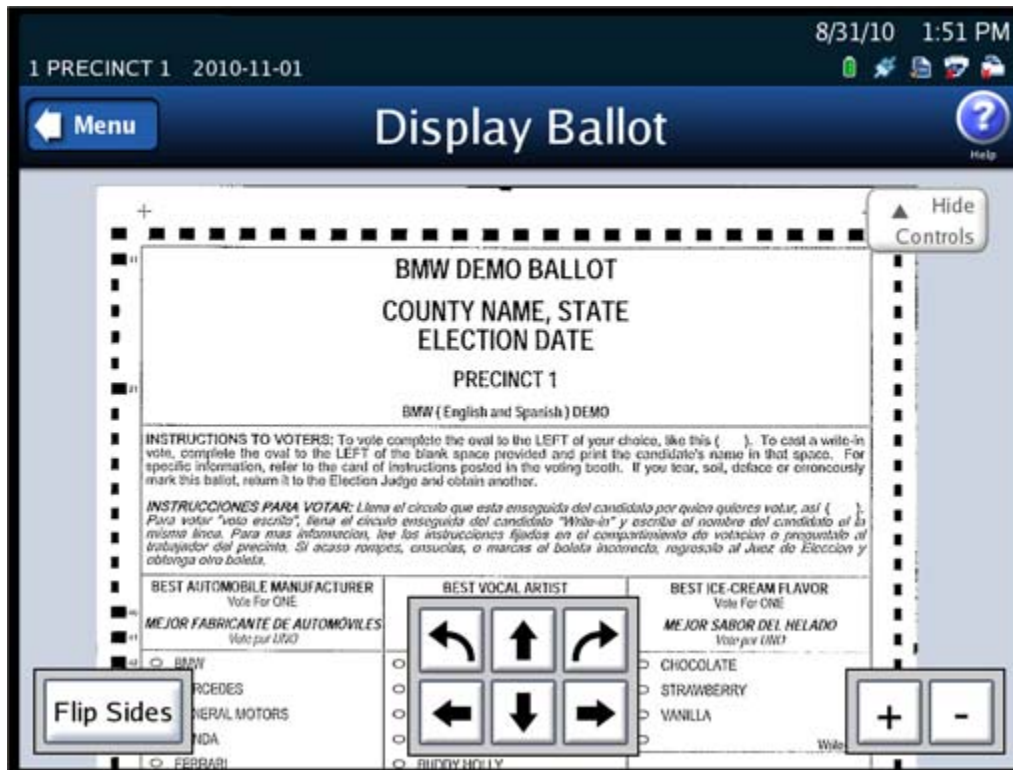 8/31/10 1:51 PM
1 PRECINCT 1 2010-11-01
Menu
Display Ballot
Help
Hide
Controls
BMW DEMO BALLOT
COUNTY NAME, STATE
ELECTION DATE
PRECINCT 1
BMW ( English and Spanish ) DEMO
INSTRUCTIONS TO VOTERS: To vote complete the oval to the LEFT of your choice, like this ( ). To cast a write-in
vote, complete the oval to the LEFT of the blank space provided and print the candidate's name in that space. For
specific information, refer to the card of instructions posted in the voting booth. If you tear, soil, deface or erroneously
mark this ballot, return it to the Election Judge and obtain another.
INSTRUCCIONES PARA VOTAR: Llena el circulo que esta enseguida del candidato por quien quieres votar, asi ( ).
Para votar "voto escrito", llena el circulo enseguida del candidato "Write-in" y escriba el nombre del candidato el la
misma linea. Para mas informacion, lee las instrucciones fijadas en el compartimiento de votacion o preguntale al
trabajador del precinto. Si acaso rompes, ensucias, o marcas el boleta incorrecto, regresalo al Juez de Eleccion y
obtenga otro boleta.
BEST AUTOMOBILE MANUFACTURER
Vote For ONE
MEJOR FABRICANTE DE AUTOMÓVILES
Vote por UNO
BMW
RCEDES
NERAL MOTORS
NDA
FERRARI
BEST VOCAL ARTIST
BUDDY HOLLY
BEST ICE-CREAM FLAVOR
Vote For ONE
MEJOR SABOR DEL HELADO
Vote por UNO
CHOCOLATE
STRAWBERRY
VANILLA
Write
Flip Sides
+ -